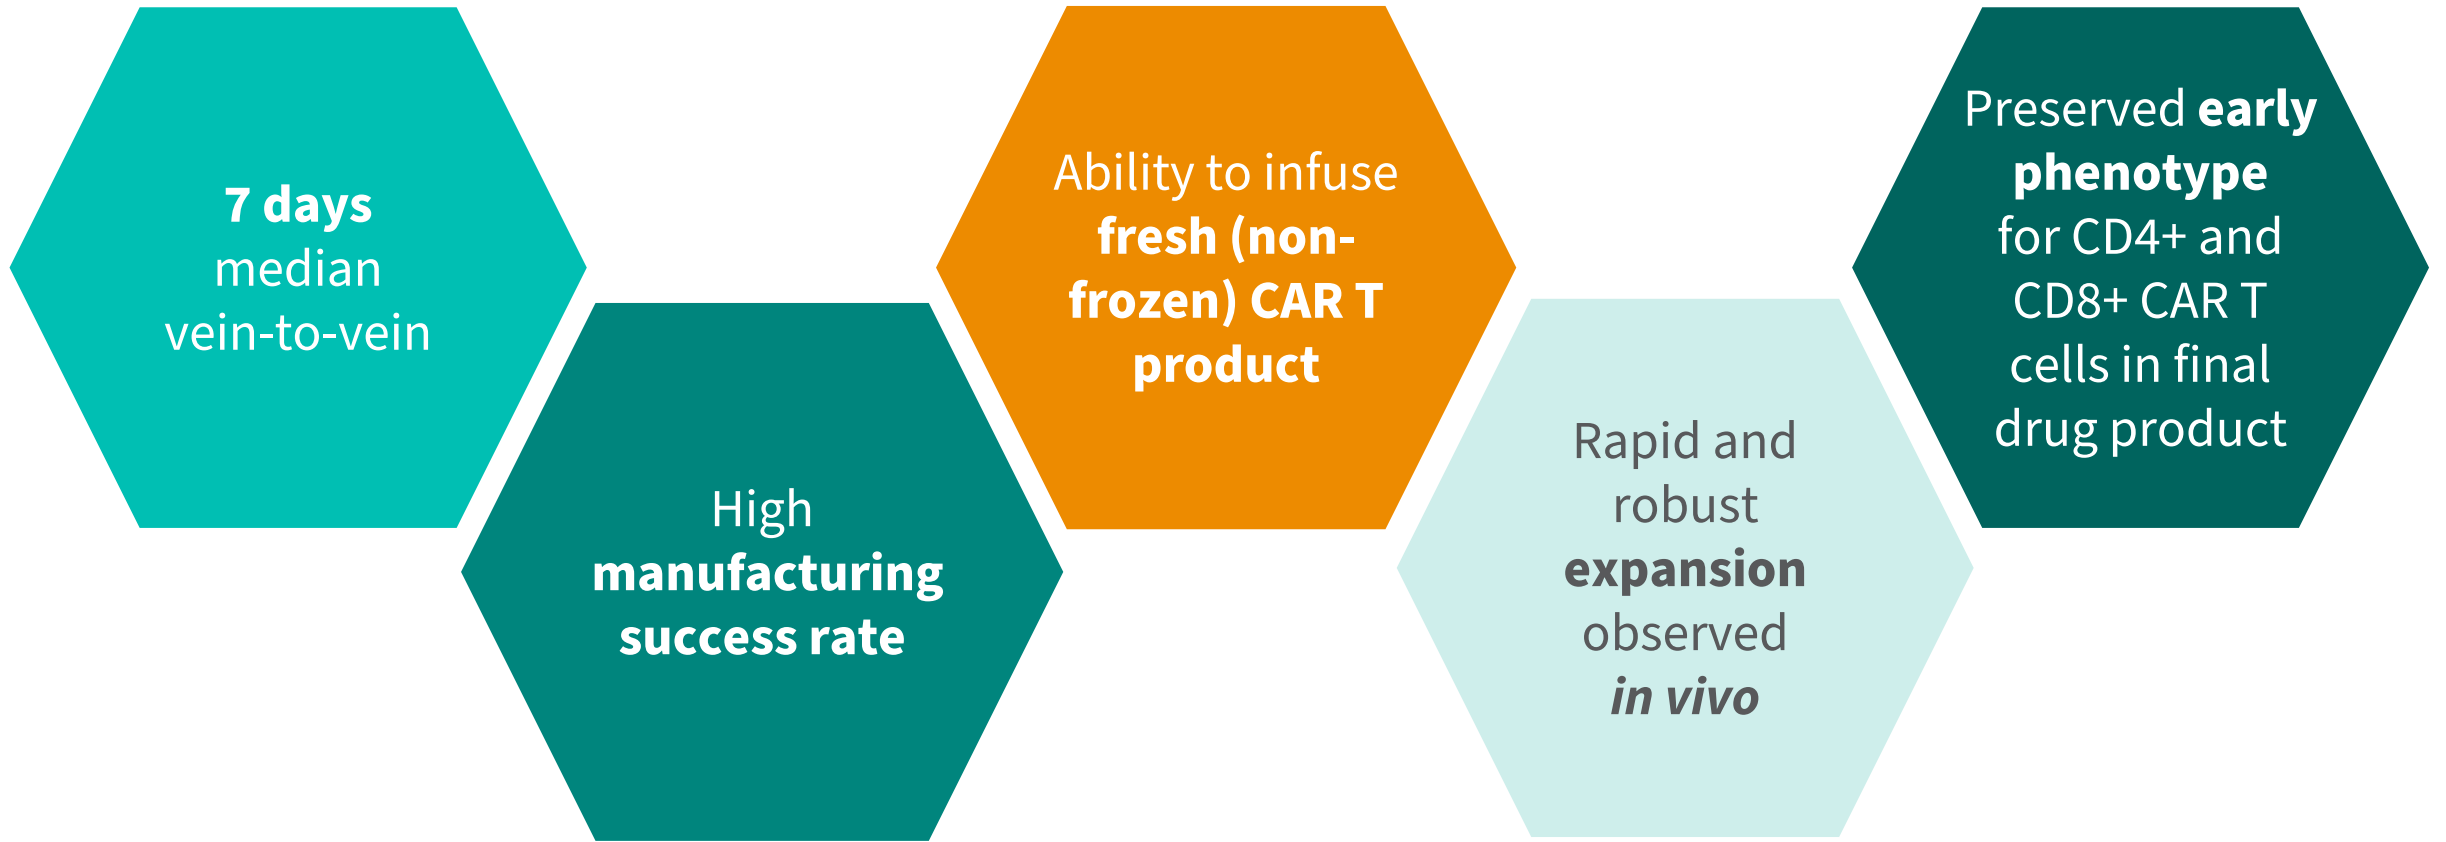 7 days
median
vein-to-vein
High
manufacturing
success rate
Ability to infuse
fresh (non-
frozen) CAR T
product
Rapid and
robust
expansion
observed
in vivo
Preserved early
phenotype
for CD4+ and
CD8+ CAR T
cells in final
drug product